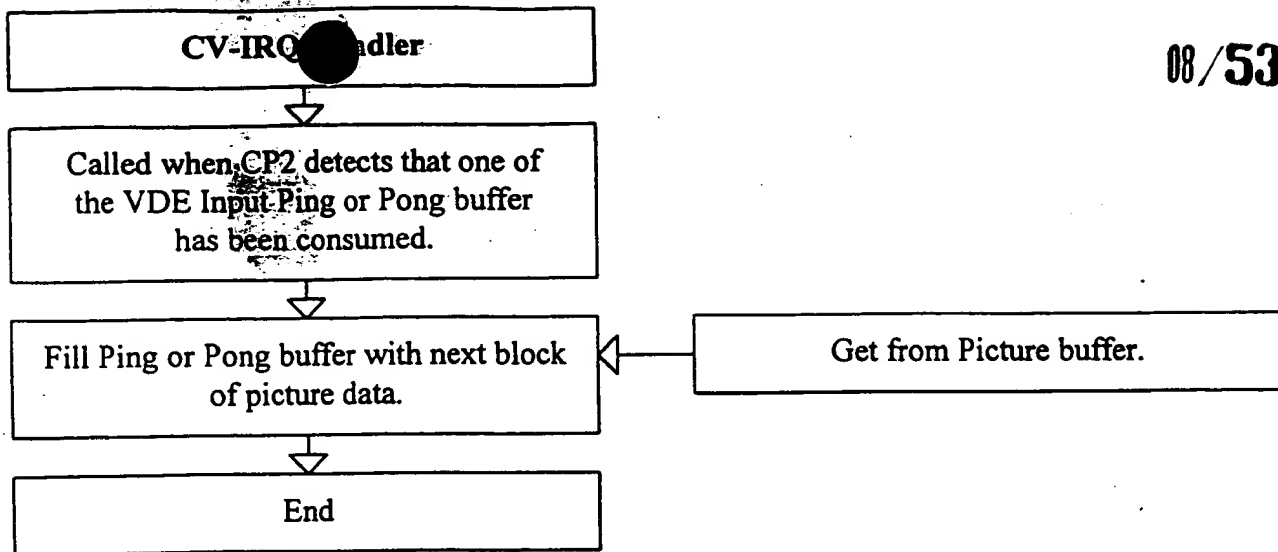 CV-IRQ
08/53
Called when CP2 detects that one of
the VDE Input Ping or Pong buffer
has been consumed.
Fill Ping or Pong buffer with next block
of picture data.
Get from Picture buffer.
End